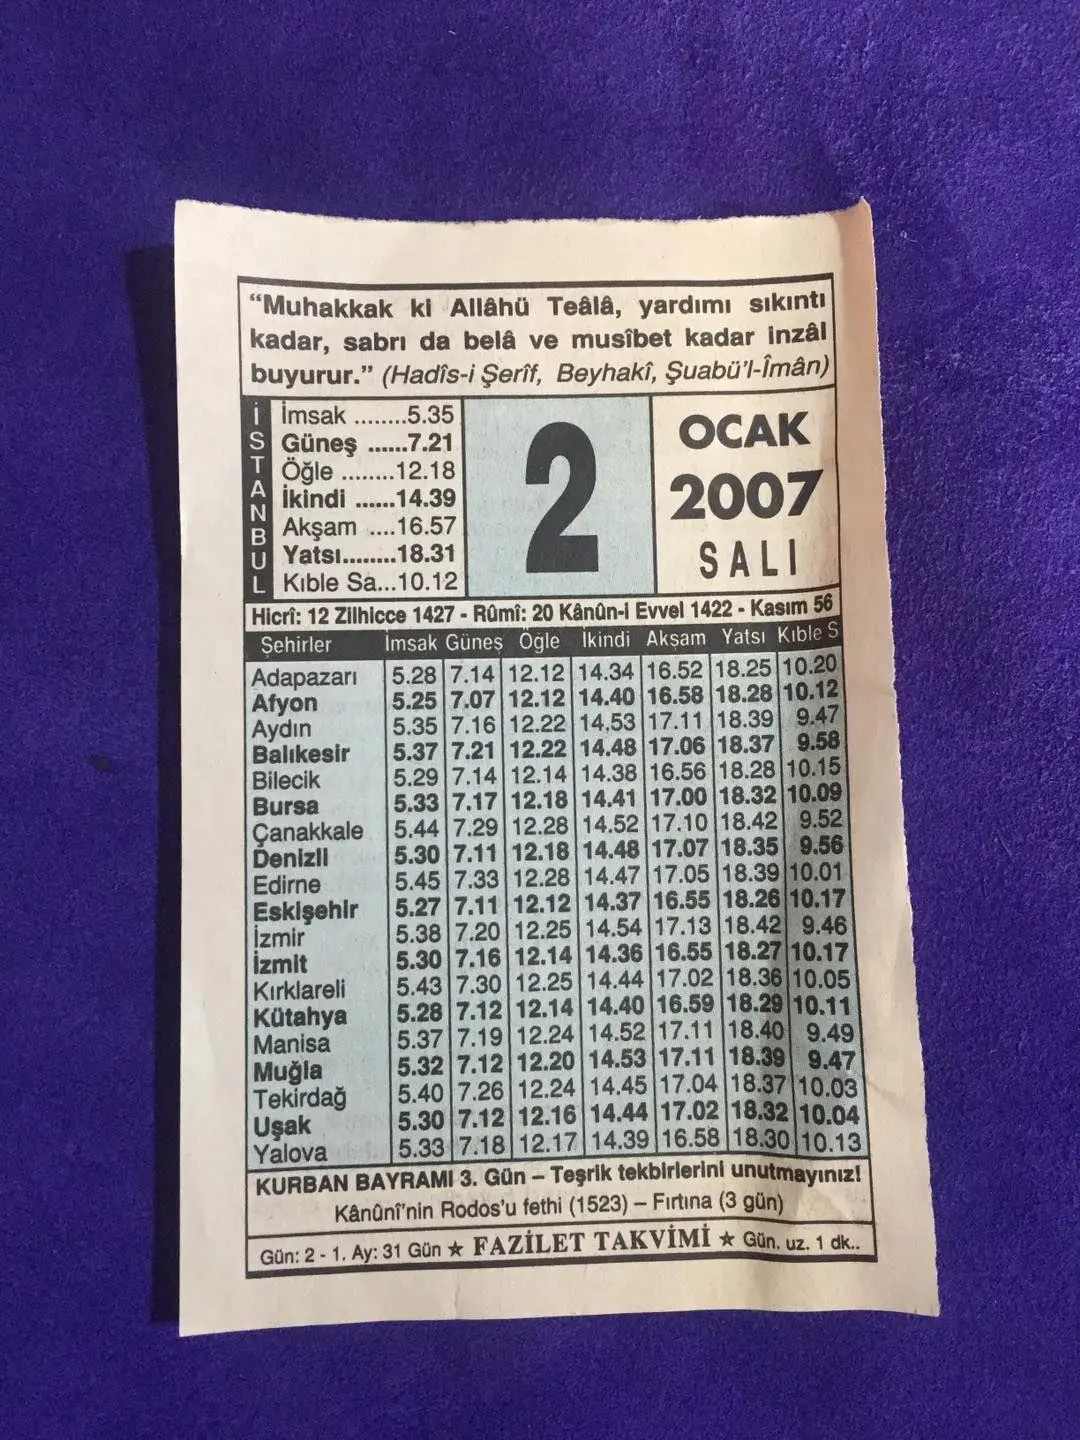 “Muhakkak ki Allâhü Teâlâ, yardımı sıkıntı
kadar, sabrı da belâ ve musîbet kadar inzâl
buyurur.” (Hadîs-i Şerîf, Beyhakî, Şuabü'l-Îmân)
İSTANBUL
İmsak ........5.35
Güneş ......7.21
Öğle ........12.18
İkindi ......14.39
Akşam ....16.57
Yatsı........18.31
Kıble Sa...10.12
2
OCAK
2007
SALI
Hicrî: 12 Zilhicce 1427 - Rûmî: 20 Kânûn-i Evvel 1422 - Kasım 56
Şehirler İmsak Güneş Öğle İkindi Akşam Yatsı Kıble S
Adapazarı 5.28 7.14 12.12 14.34 16.52 18.25 10.20
Afyon 5.25 7.07 12.12 14.40 16.58 18.28 10.12
Aydın 5.35 7.16 12.22 14.53 17.11 18.39 9.47
Balıkesir 5.37 7.21 12.22 14.48 17.06 18.37 9.58
Bilecik 5.29 7.14 12.14 14.38 16.56 18.28 10.15
Bursa 5.33 7.17 12.18 14.41 17.00 18.32 10.09
Çanakkale 5.44 7.29 12.28 14.52 17.10 18.42 9.52
Denizli 5.30 7.11 12.18 14.48 17.07 18.35 9.56
Edirne 5.45 7.33 12.28 14.47 17.05 18.39 10.01
Eskişehir 5.27 7.11 12.12 14.37 16.55 18.26 10.17
İzmir 5.38 7.20 12.25 14.54 17.13 18.42 9.46
İzmit 5.30 7.16 12.14 14.36 16.55 18.27 10.17
Kırklareli 5.43 7.30 12.25 14.44 17.02 18.36 10.05
Kütahya 5.28 7.12 12.14 14.40 16.59 18.29 10.11
Manisa 5.37 7.19 12.24 14.52 17.11 18.40 9.49
Muğla 5.32 7.12 12.20 14.53 17.11 18.39 9.47
Tekirdağ 5.40 7.26 12.24 14.45 17.04 18.37 10.03
Uşak 5.30 7.12 12.16 14.44 17.02 18.32 10.04
Yalova 5.33 7.18 12.17 14.39 16.58 18.30 10.13
KURBAN BAYRAMI 3. Gün – Teşrik tekbirlerini unutmayınız!
Kânûnî'nin Rodos'u fethi (1523) – Fırtına (3 gün)
Gün: 2 - 1. Ay: 31 Gün ★ FAZİLET TAKVİMİ ★ Gün. uz. 1 dk..